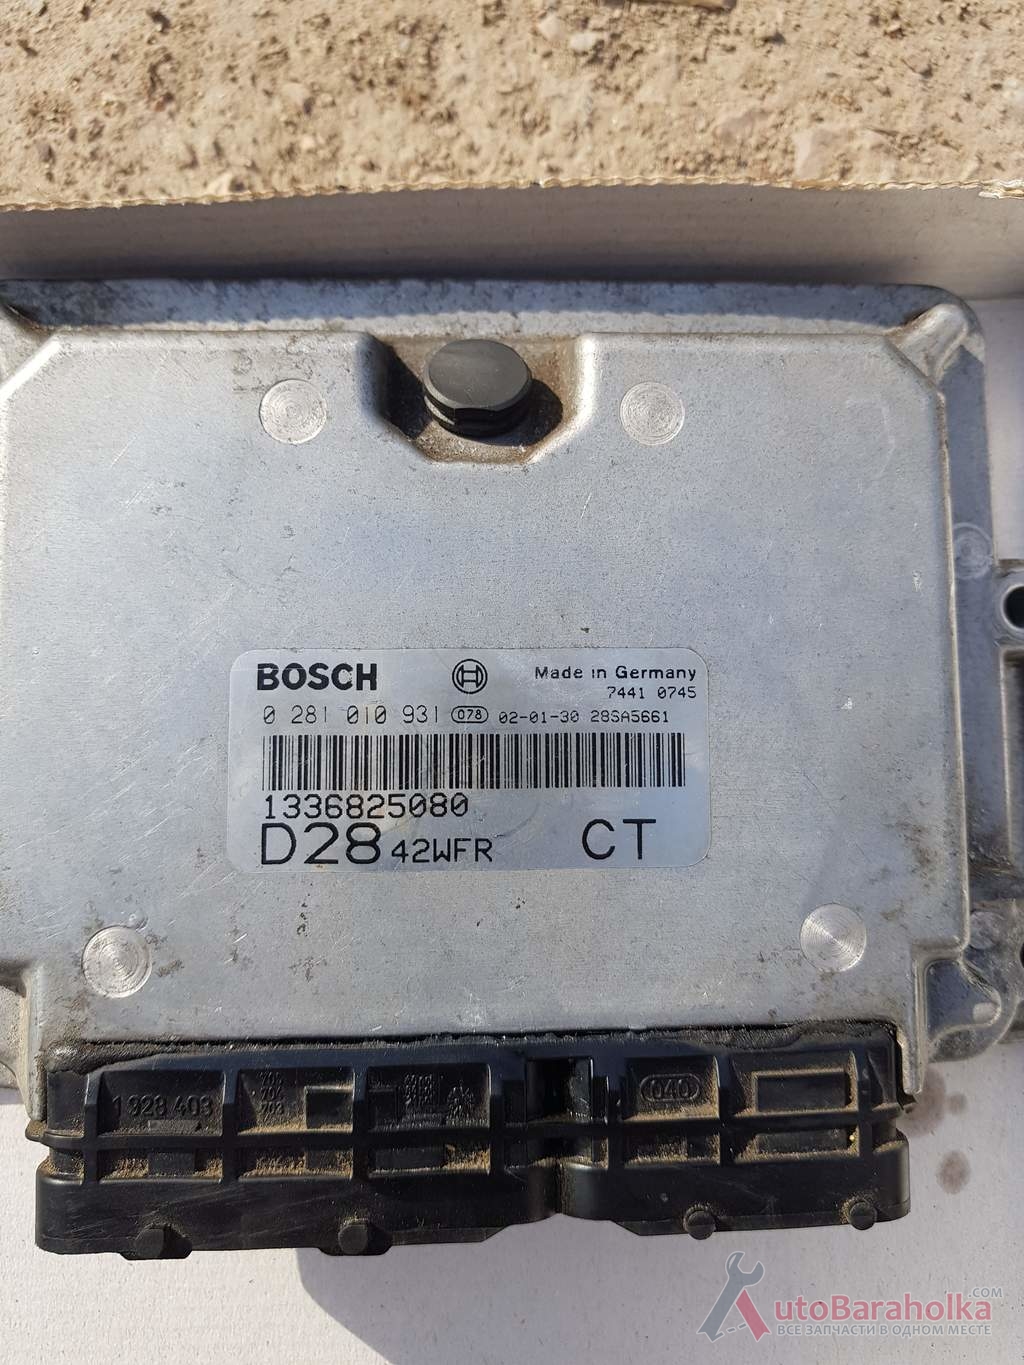 BOSCH Made in Germany
7441 0745
0 281 010 931 078 02-01-30 28SA5661
1336825080
D28 42WFR CT
1 928 403
040
AutoBaraholka.com
ВСЕ ЗАПЧАСТИ В ОДНОМ МЕСТЕ